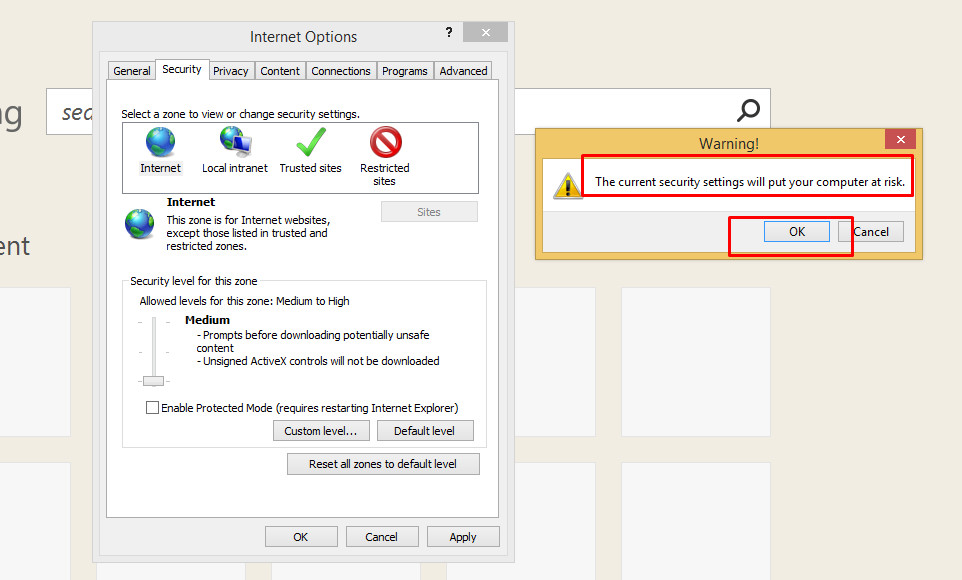 Internet Options
?
General Security Privacy Content Connections Programs Advanced
Select a zone to view or change security settings.
Internet Local intranet Trusted sites Restricted
sites
Internet
This zone is for Internet websites,
except those listed in trusted and
restricted zones.
Sites
Security level for this zone
Allowed levels for this zone: Medium to High
Medium
- Prompts before downloading potentially unsafe
content
- Unsigned ActiveX controls will not be downloaded
Enable Protected Mode (requires restarting Internet Explorer)
Custom level... Default level
Reset all zones to default level
OK Cancel Apply
Warning!
The current security settings will put your computer at risk.
OK Cancel